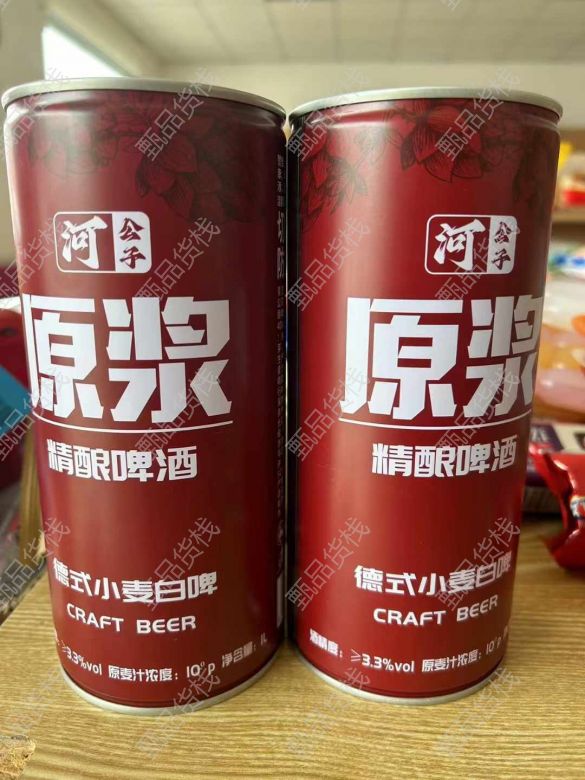 河 公子
原浆
精酿啤酒
德式小麦白啤
CRAFT BEER
≥3.3%vol 原麦汁浓度：10°P 净含量：1L
河 公子
原浆
精酿啤酒
德式小麦白啤
CRAFT BEER
酒精度：≥3.3%vol 原麦汁浓度：10°P
甄品货栈